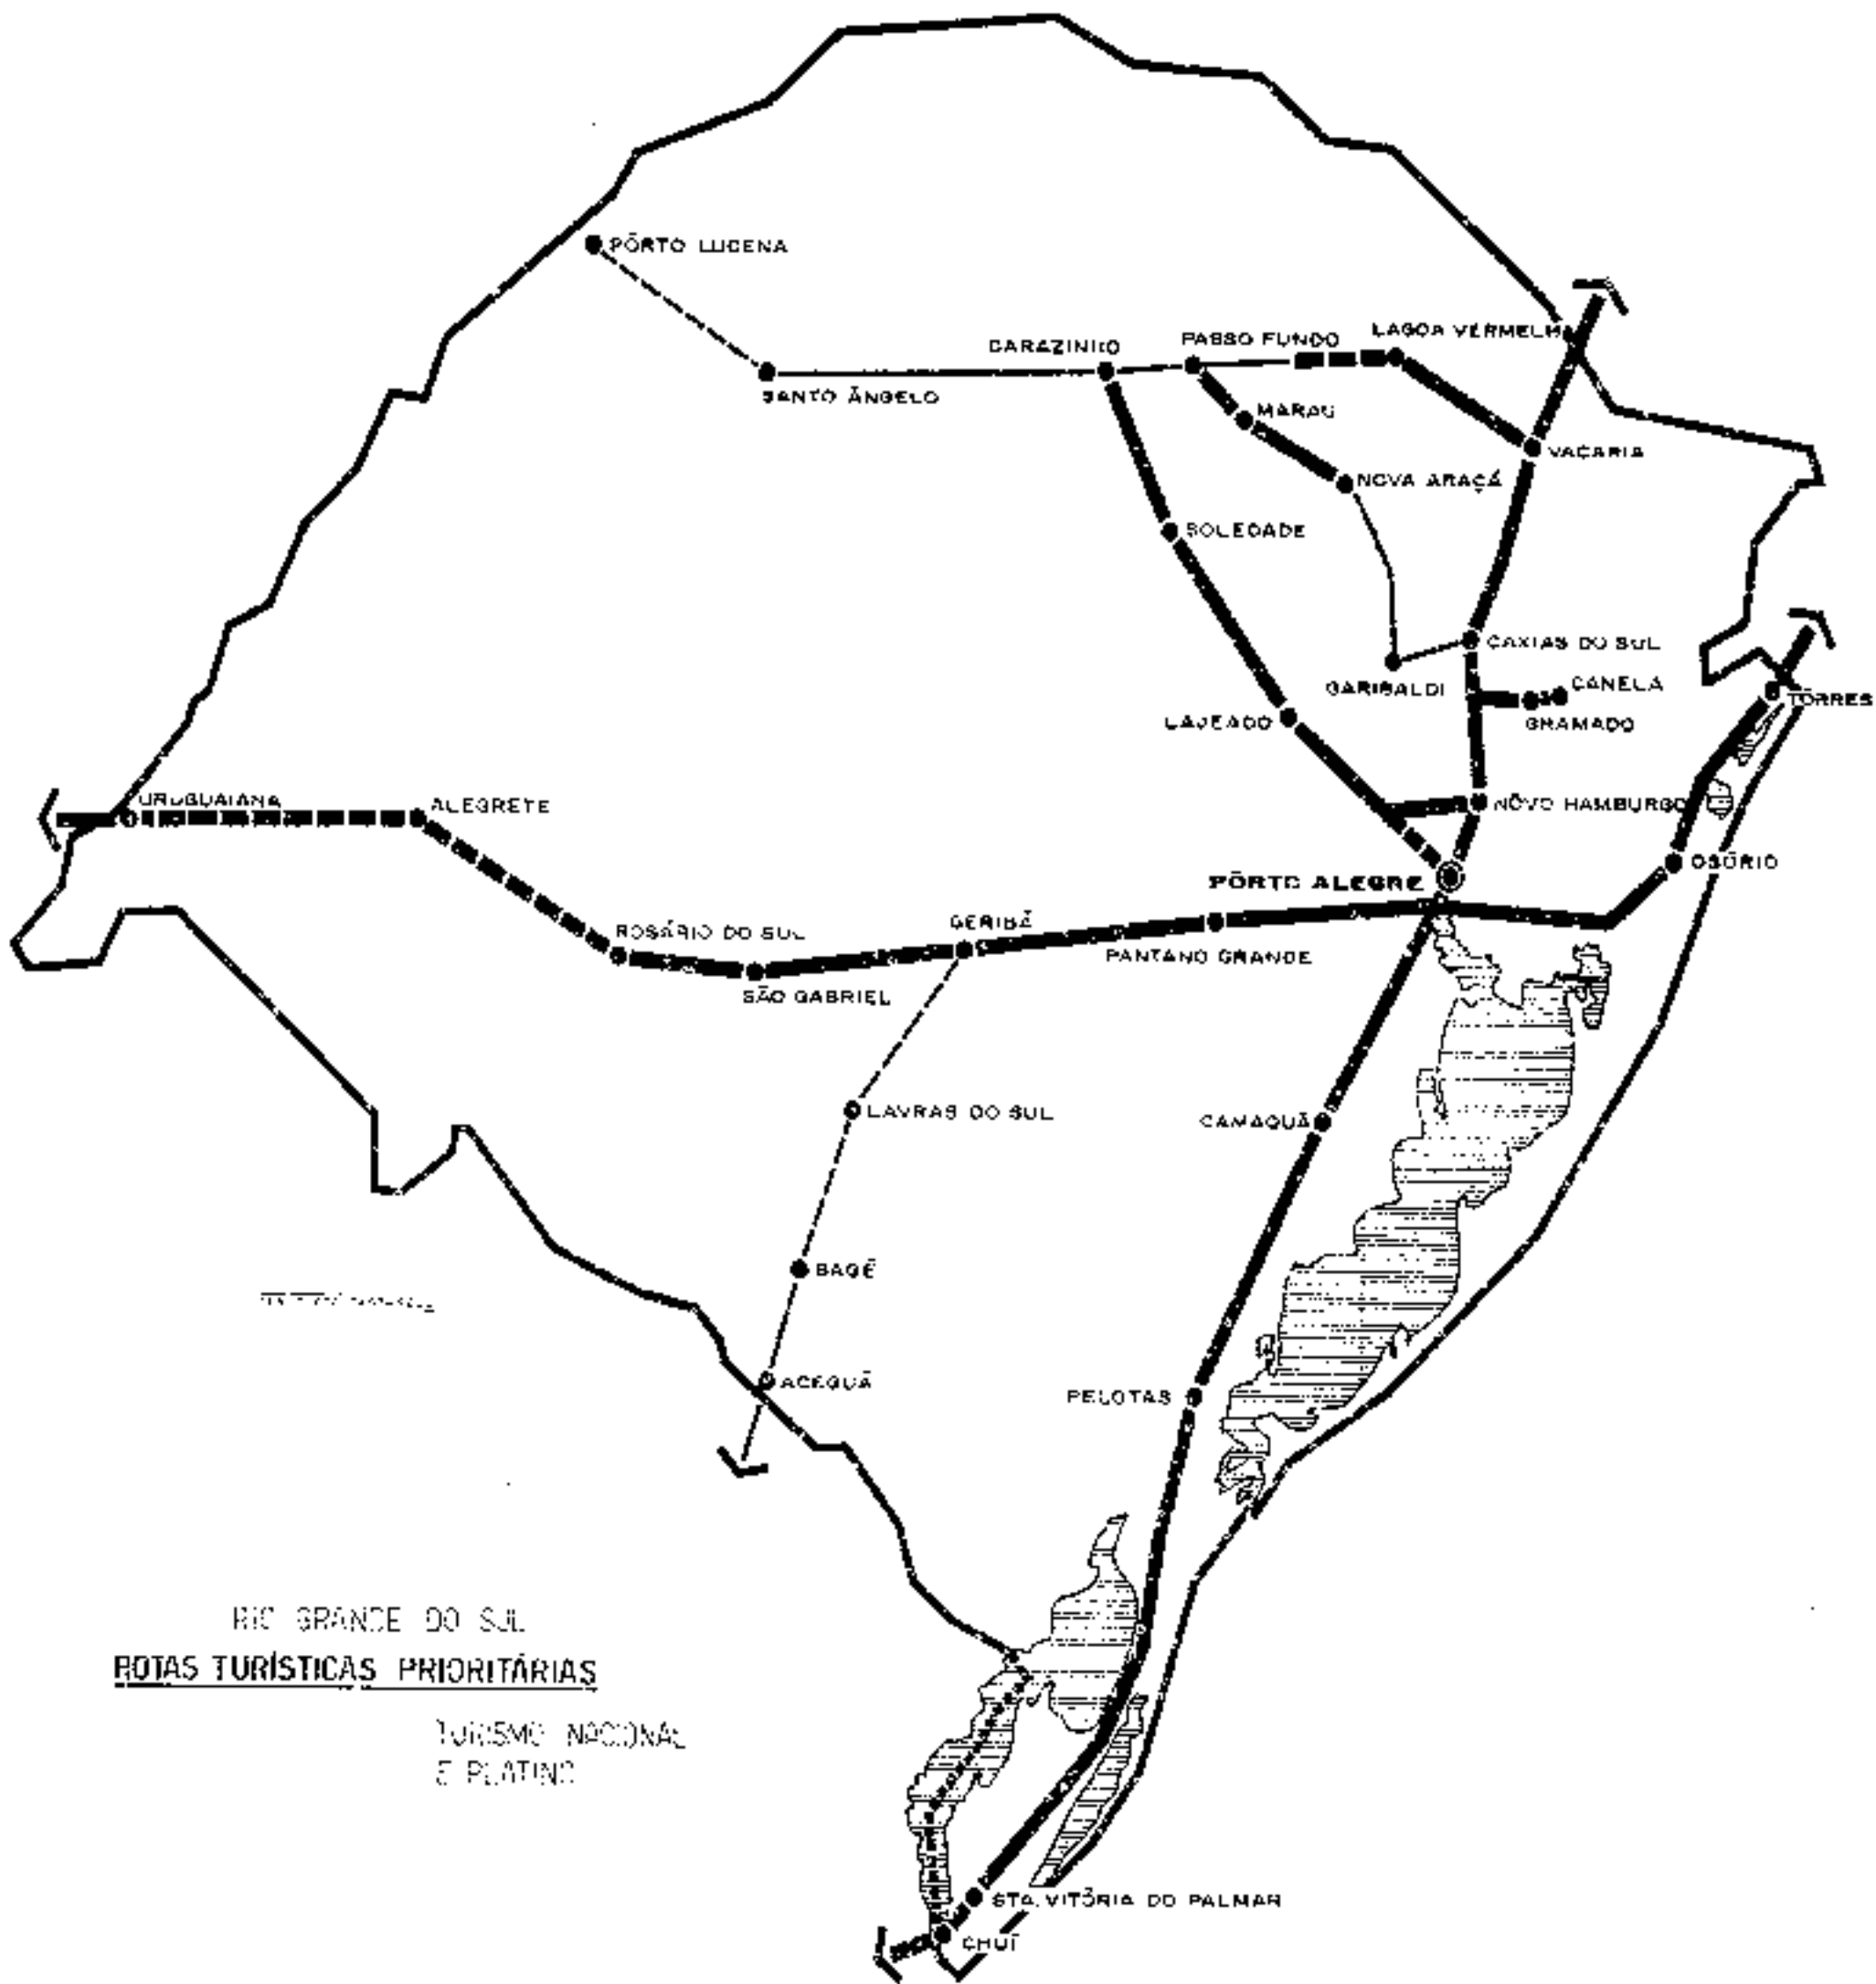 PÔRTO LUCENA
CARAZINHO
PASSO FUNDO
LAGOA VERMELH
SANTO ÂNGELO
MARAU
VACARIA
NOVA ARAÇÁ
SOLEDADE
CAXIAS DO SUL
GARIBALDI
CANELA
TÔRRES
LAJEADO
GRAMADO
URUGUAIANA
ALEGRETE
NÔVO HAMBURGO
OSÓRIO
PÔRTO ALEGRE
ROSÁRIO DO SUL
GERIBÁ
PANTANO GRANDE
SÃO GABRIEL
LAVRAS DO SUL
CAMAQUÃ
BAGÉ
ACEGUÁ
PELOTAS
RIO GRANDE DO SUL
ROTAS TURÍSTICAS PRIORITÁRIAS
TURISMO NACIONAL
E PLATINO
STA. VITÓRIA DO PALMAR
CHUÍ